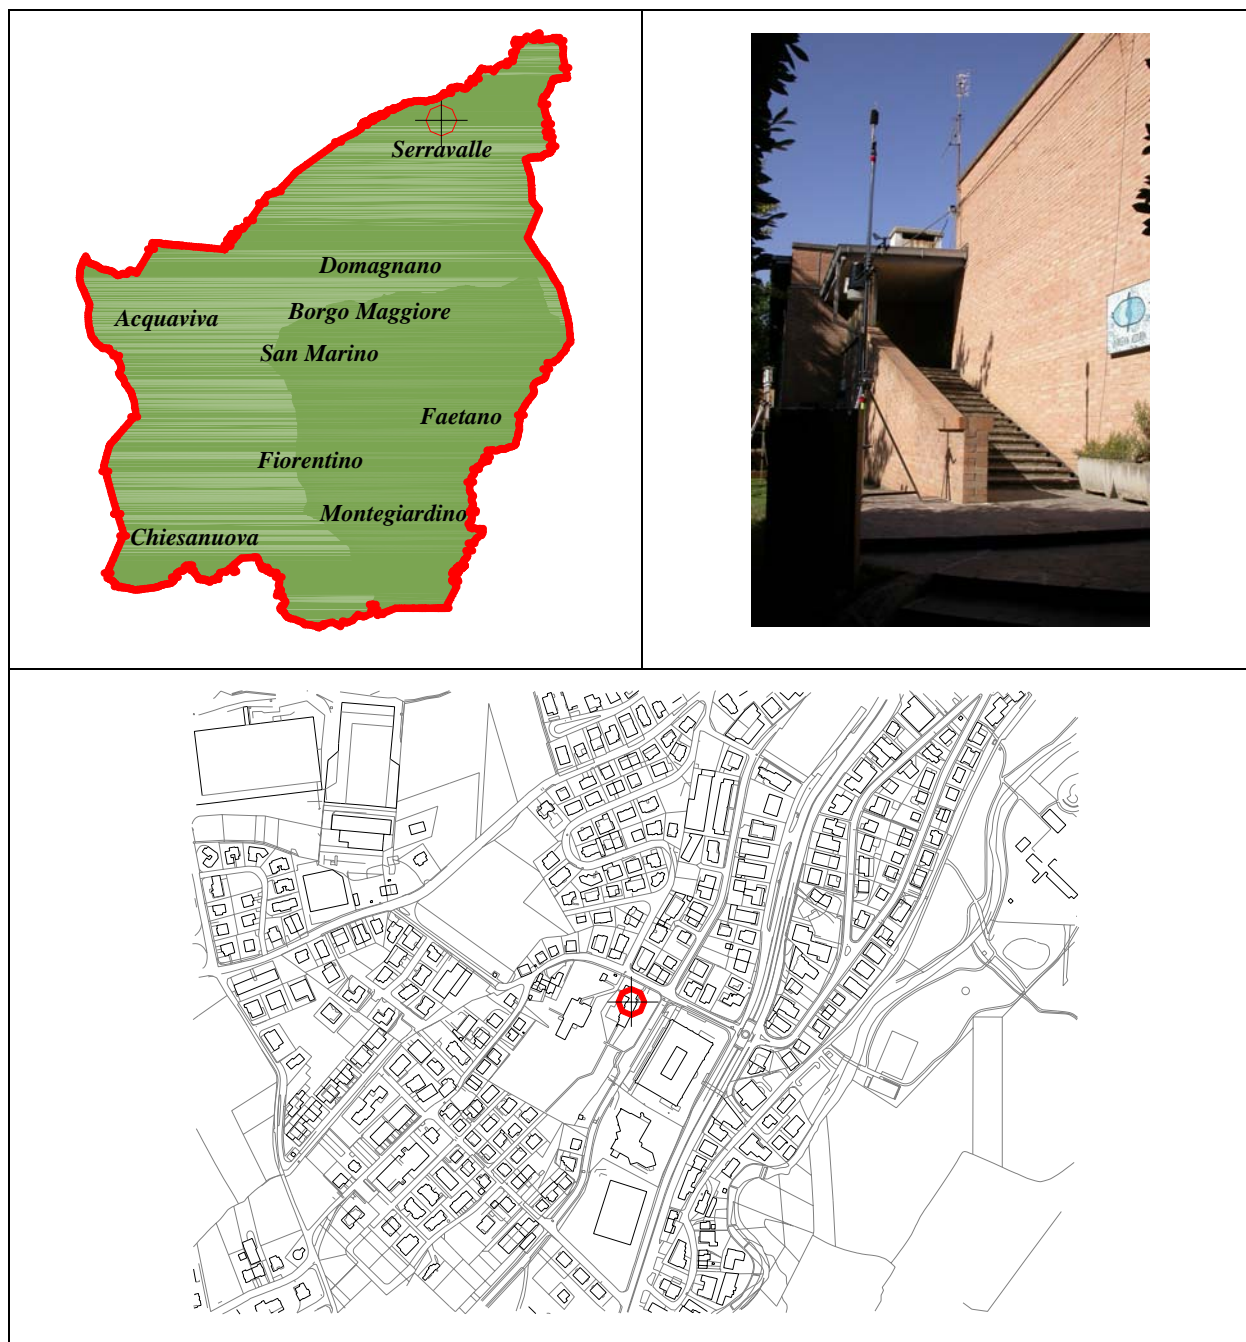 Serravalle
Domagnano
Borgo Maggiore
Acquaviva
San Marino
Faetano
Fiorentino
Montegiardino
Chiesanuova